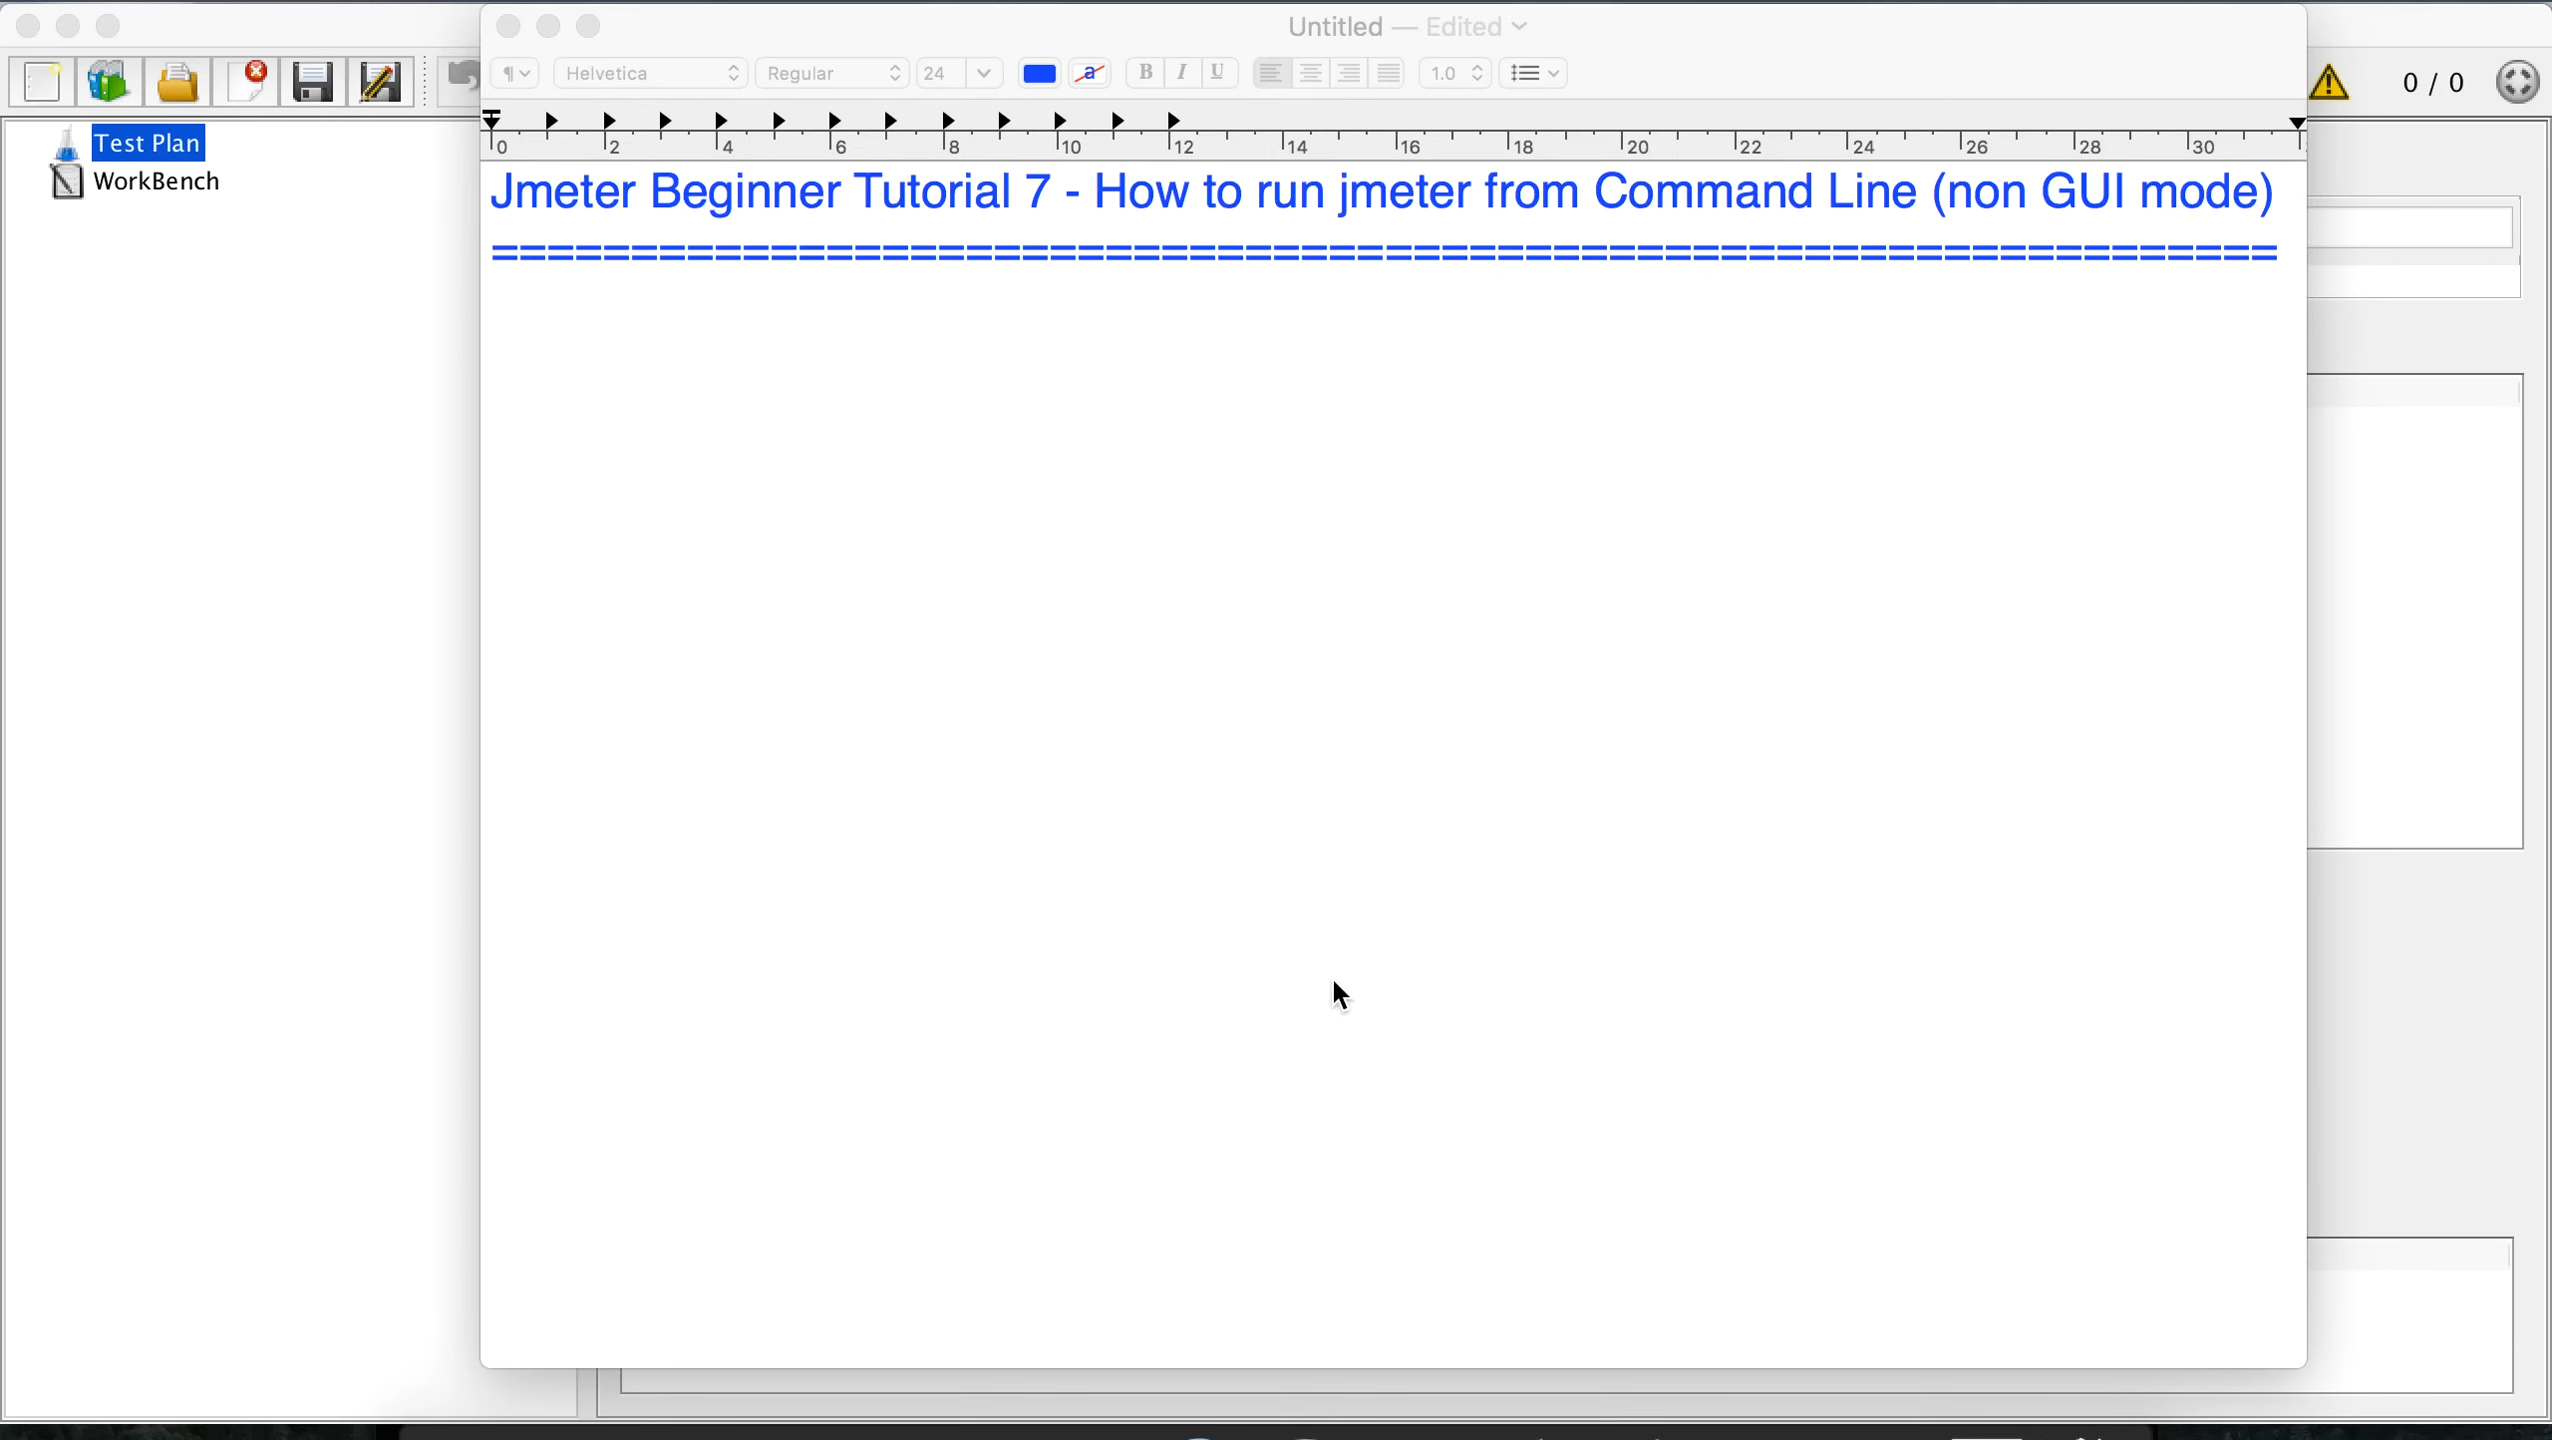 Untitled — Edited
¶
Helvetica
Regular
24
a
B
I
U
1.0
0 / 0
Test Plan
WorkBench
0 2 4 6 8 10 12 14 16 18 20 22 24 26 28 30
Jmeter Beginner Tutorial 7 - How to run jmeter from Command Line (non GUI mode)
================================================================